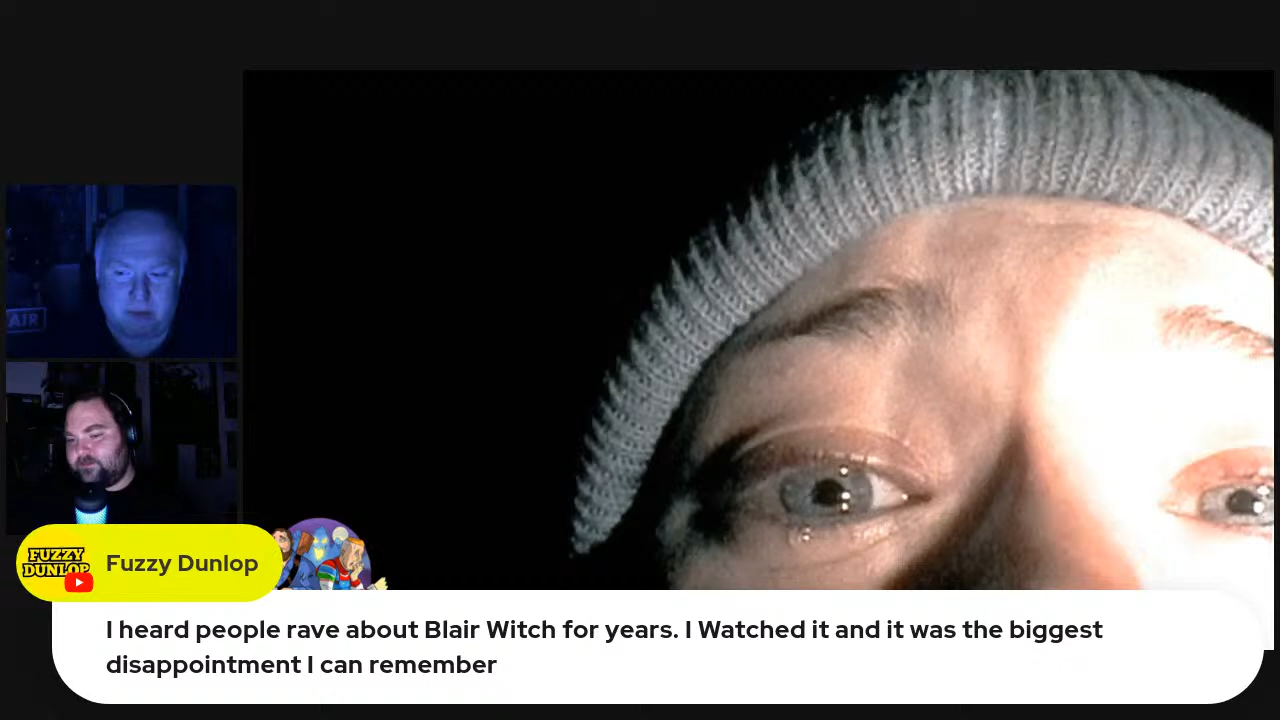 AIR
FUZZY
DUNLOP
Fuzzy Dunlop
I heard people rave about Blair Witch for years. I Watched it and it was the biggest
disappointment I can remember